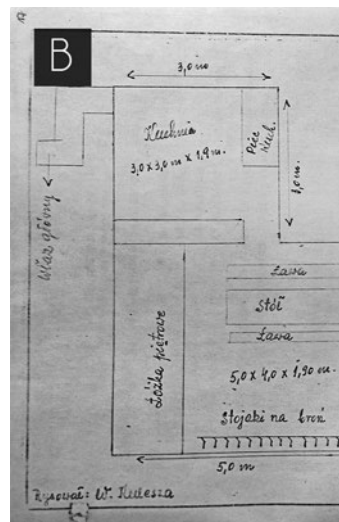 B
3,0 m
Kuchnia
3,0 x 3,0 m x 1,9 m.
Piec
kuch.
3,0 m.
Właz główny
Ława
Stół
Ława
Łóżka piętrowe
5,0 x 4,0 x 1,90 m.
Stojaki na broń
5,0 m
Rysował: W. Kulesza